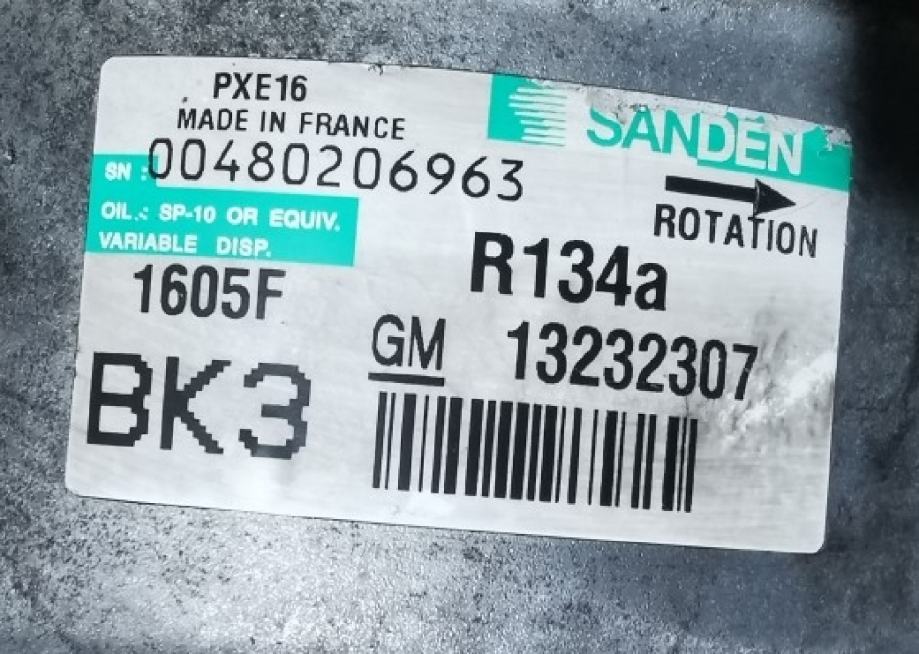 PXE16
MADE IN FRANCE
SANDEN
SN : 00480206963
ROTATION
OIL : SP-10 OR EQUIV.
VARIABLE DISP.
R134a
1605F
GM 13232307
BK3